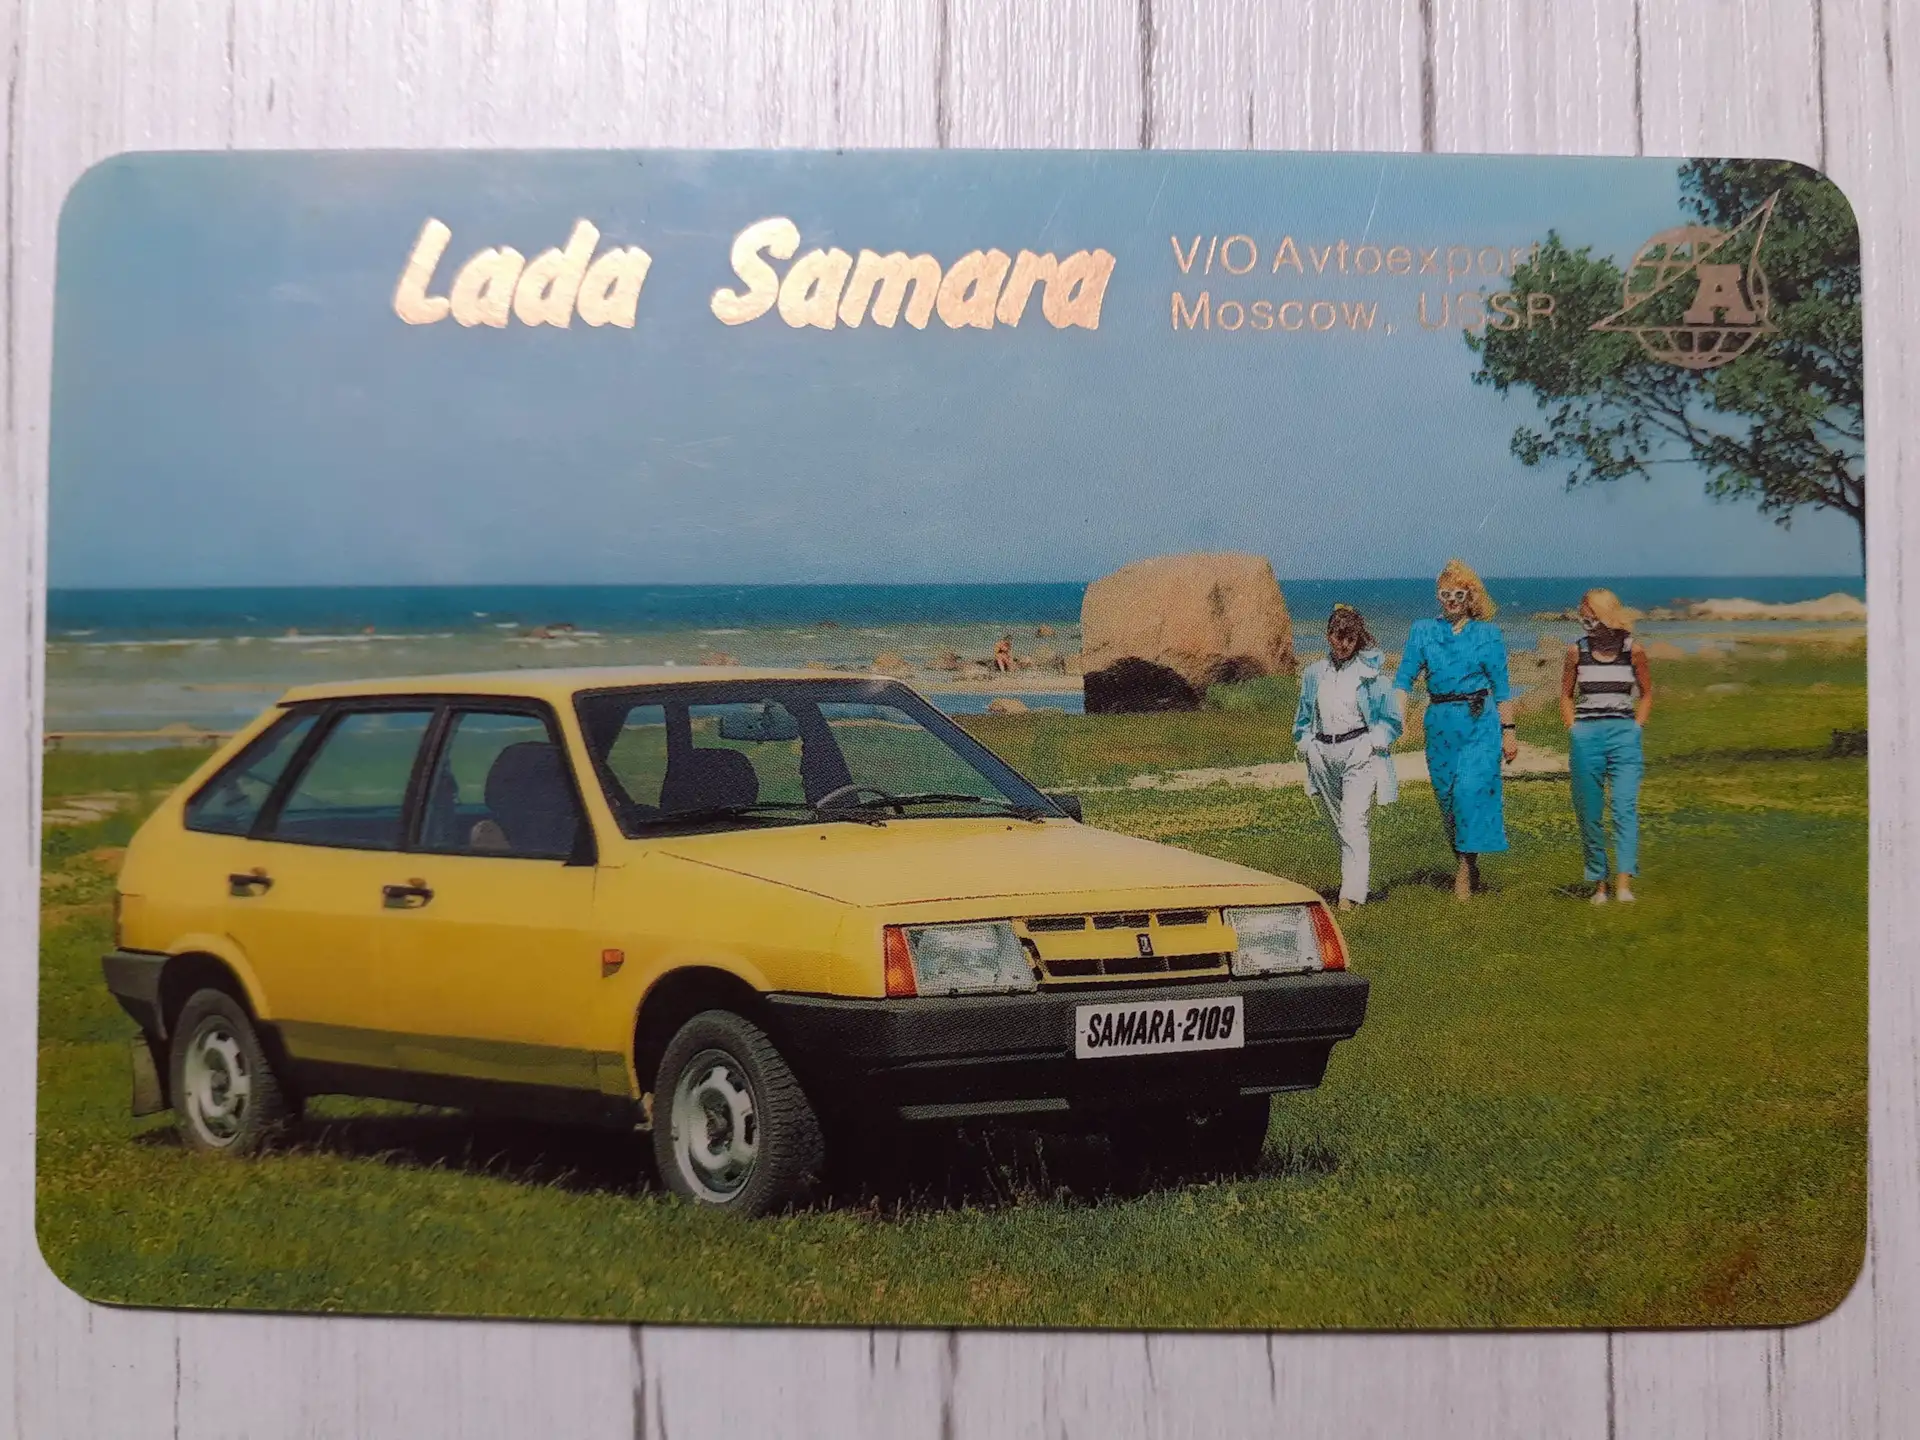 Lada Samara
V/O Avtoexport,
Moscow, USSR
A
SAMARA-2109